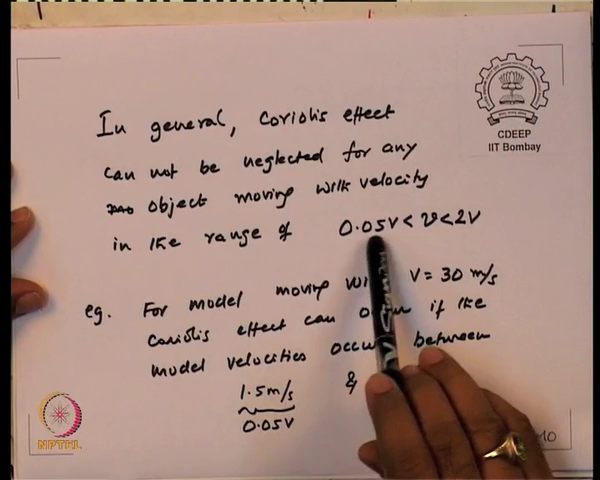 In general, Coriolis effect
can not be neglected for any
object moving with velocity
in the range of 0.05V < v < 2V
eg. For model moving V = 30 m/s
coriolis effect can if the
model velocities occur between
1.5 m/s &
0.05V
CDEEP
IIT Bombay
NPTEL